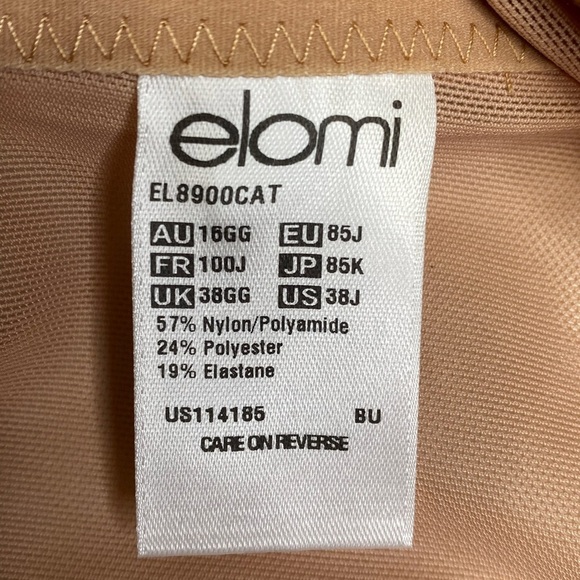 elomi
EL8900CAT
AU 16GG EU 85J
FR 100J JP 85K
UK 38GG US 38J
57% Nylon/Polyamide
24% Polyester
19% Elastane
US114185 BU
CARE ON REVERSE